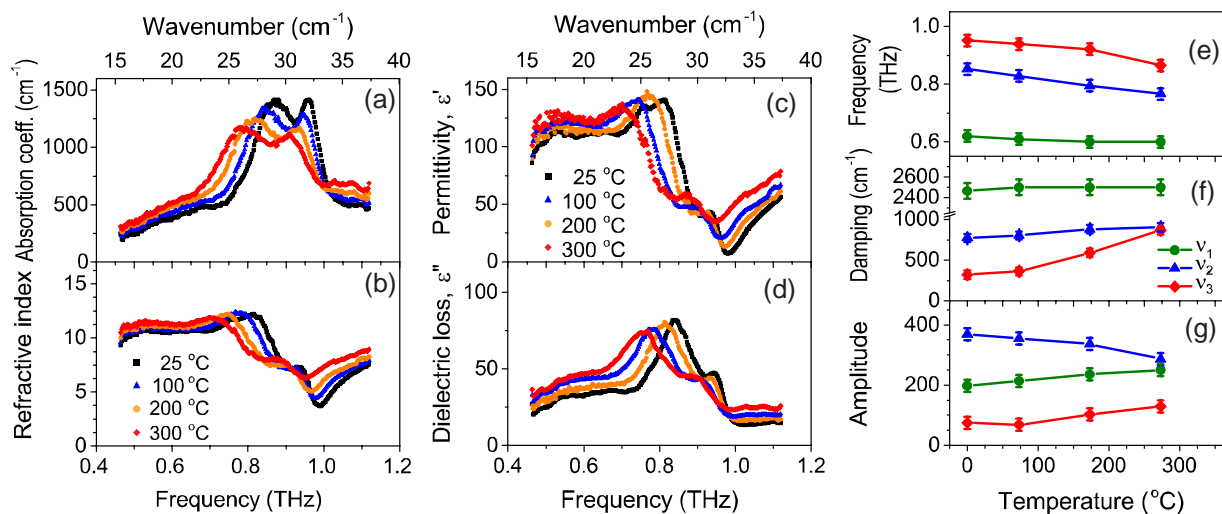 Wavenumber (cm⁻¹)
15 20 25 30 35 40
Absorption coeff. (cm⁻¹)
1500
1000
500
0
(a)
Refractive index
15
10
5
0
(b)
25 °C
100 °C
200 °C
300 °C
0.4 0.6 0.8 1.0 1.2
Frequency (THz)
Wavenumber (cm⁻¹)
15 20 25 30 35 40
Permittivity, ε'
150
100
50
0
(c)
25 °C
100 °C
200 °C
300 °C
Dielectric loss, ε"
100
75
50
25
0
(d)
0.4 0.6 0.8 1.0 1.2
Frequency (THz)
Frequency
(THz)
1.0
0.8
0.6
(e)
Damping (cm⁻¹)
2600
2400
1000
500
0
(f)
ν₁
ν₂
ν₃
Amplitude
400
200
0
(g)
0 100 200 300
Temperature (°C)